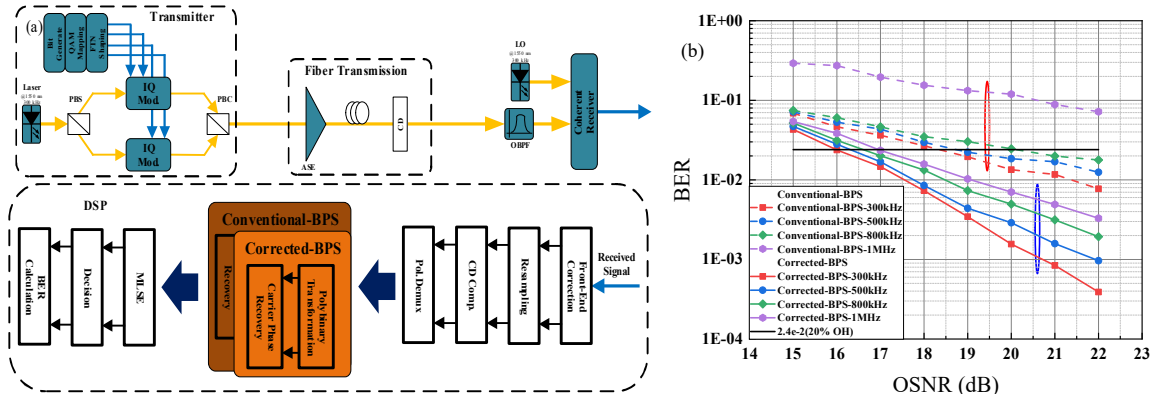 (a)
Transmitter
Bit
Generate
QAM
Mapping
FTN
Shaping
Laser
PBS
IQ
Mod.
IQ
Mod.
PBC
Fiber Transmission
ASE
CD
LO
OBPF
Coherent
Receiver
DSP
BER
Calculation
Decision
MLSE
Conventional-BPS
Recovery
Corrected-BPS
Carrier Phase
Recovery
Polybinary
Transformation
Pol.Demux
CD Comp.
Resampling
Front-End
Correction
Received
Signal
(b)
BER
1E+00
1E-01
1E-02
1E-03
1E-04
Conventional-BPS
Conventional-BPS-300kHz
Conventional-BPS-500kHz
Conventional-BPS-800kHz
Conventional-BPS-1MHz
Corrected-BPS
Corrected-BPS-300kHz
Corrected-BPS-500kHz
Corrected-BPS-800kHz
Corrected-BPS-1MHz
2.4e-2(20% OH)
13 14 15 16 17 18 19 20 21 22 23
OSNR (dB)